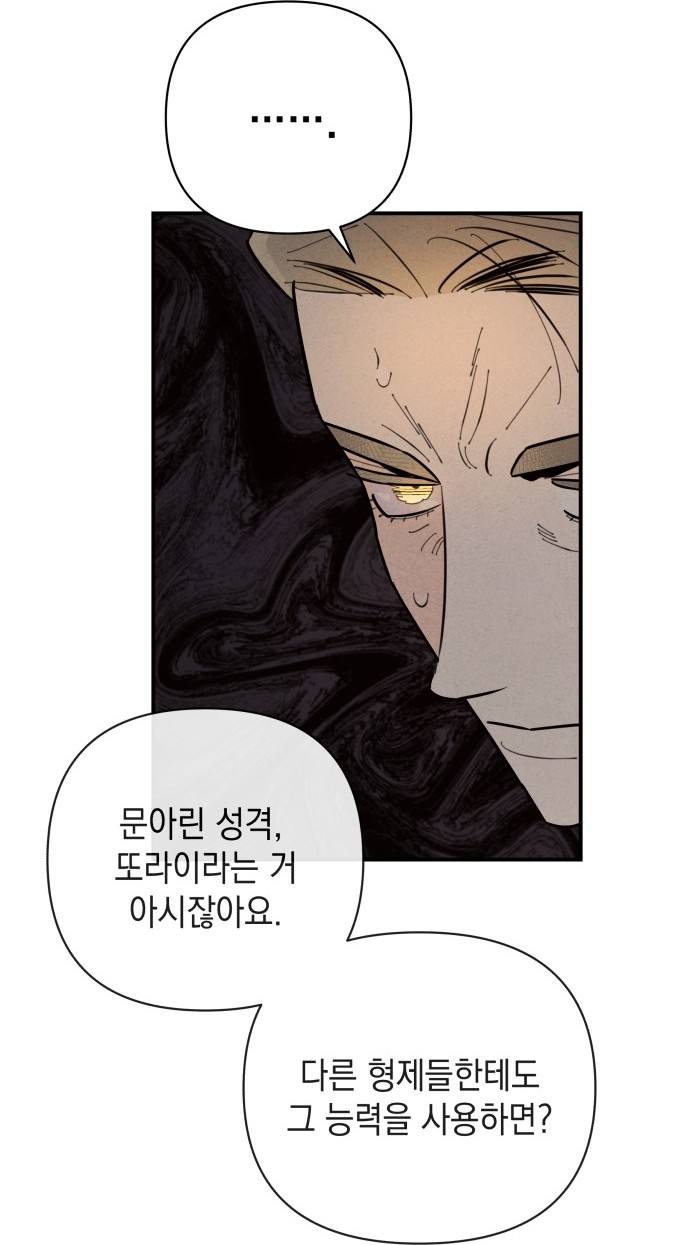 …….
문아린 성격,
또라이라는 거
아시잖아요.
다른 형제들한테도
그 능력을 사용하면?